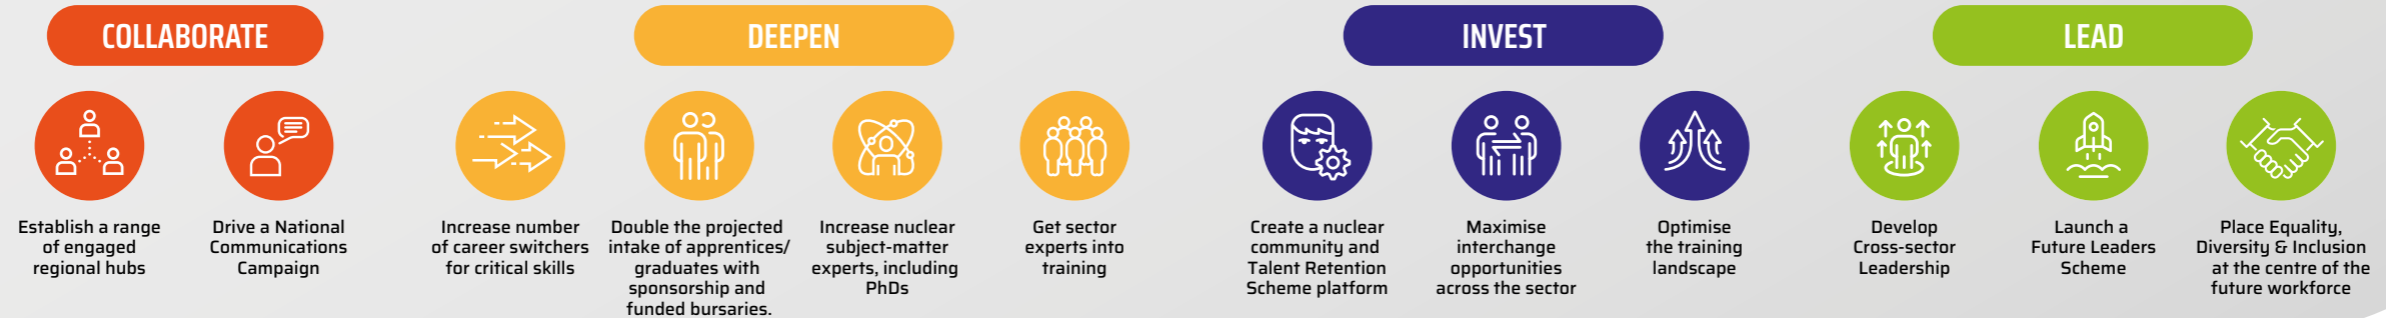 COLLABORATE
Establish a range
of engaged
regional hubs
Drive a National
Communications
Campaign
DEEPEN
Increase number
of career switchers
for critical skills
Double the projected
intake of apprentices/
graduates with
sponsorship and
funded bursaries.
Increase nuclear
subject-matter
experts, including
PhDs
Get sector
experts into
training
INVEST
Create a nuclear
community and
Talent Retention
Scheme platform
Maximise
interchange
opportunities
across the sector
Optimise
the training
landscape
LEAD
Develop
Cross-sector
Leadership
Launch a
Future Leaders
Scheme
Place Equality,
Diversity & Inclusion
at the centre of the
future workforce